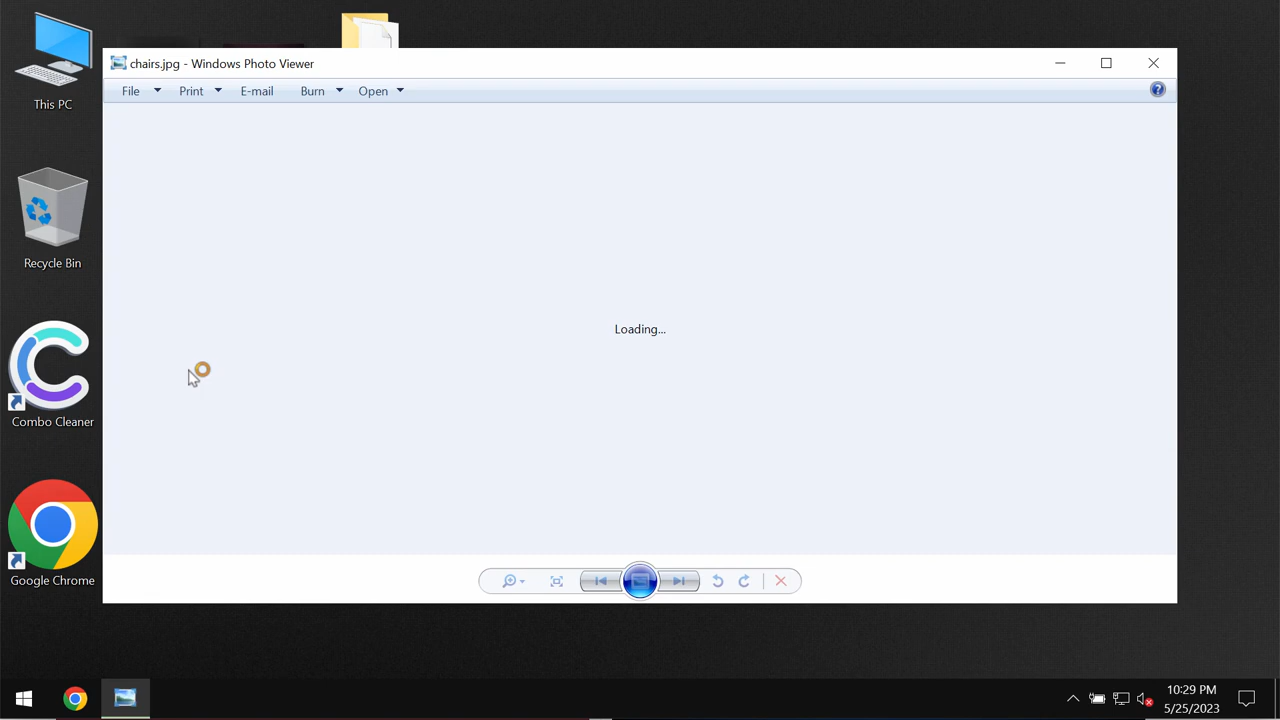 This PC
Recycle Bin
Combo Cleaner
Google Chrome
chairs.jpg - Windows Photo Viewer
File Print E-mail Burn Open
Loading...
10:29 PM
5/25/2023